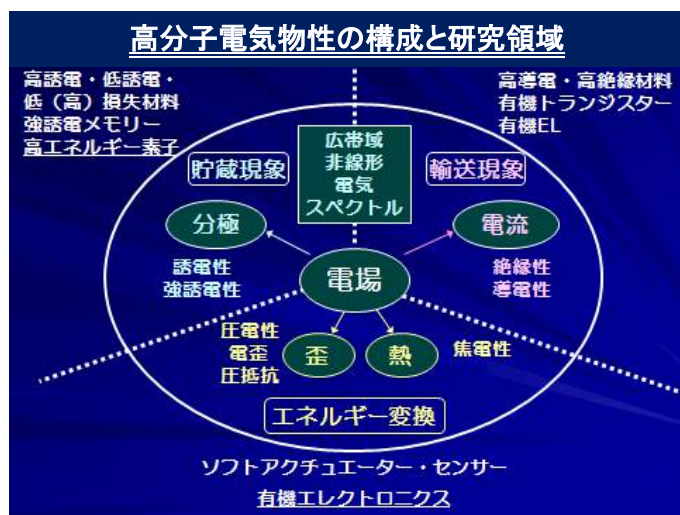 高分子電気物性の構成と研究領域
高誘電・低誘電・
低（高）損失材料
強誘電メモリー
高エネルギー素子
高導電・高絶縁材料
有機トランジスター
有機EL
広帯域
非線形
電気
スペクトル
貯蔵現象
輸送現象
分極
電流
誘電性
強誘電性
電場
絶縁性
導電性
圧電性
電歪
圧抵抗
歪
熱
焦電性
エネルギー変換
ソフトアクチュエーター・センサー
有機エレクトロニクス